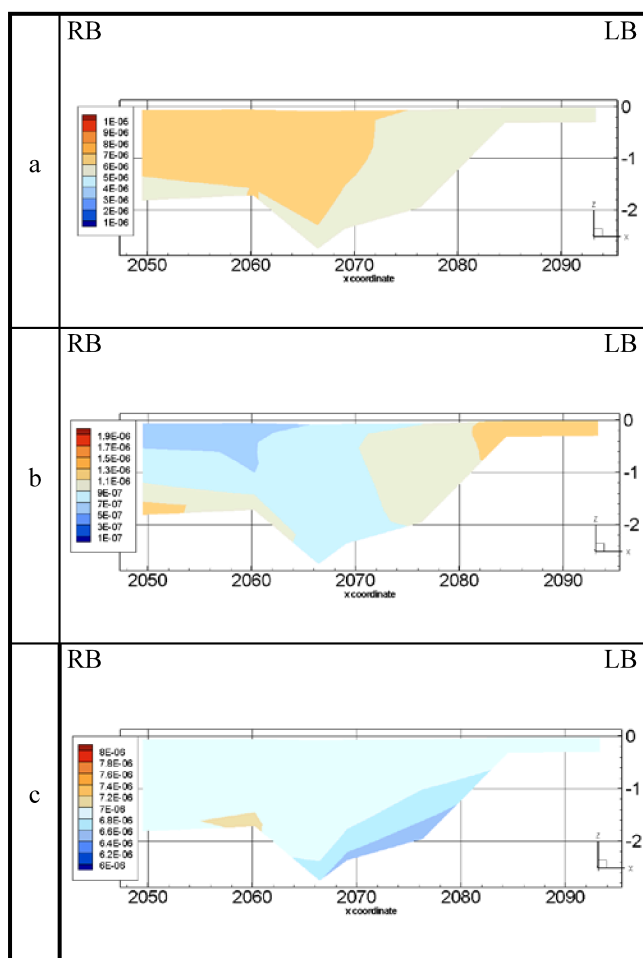 RB LB
a
1E-05
9E-06
8E-06
7E-06
6E-06
5E-06
4E-06
3E-06
2E-06
1E-06
0
-1
-2
z
x
2050 2060 2070 2080 2090
x coordinate
RB LB
b
1.9E-06
1.7E-06
1.5E-06
1.3E-06
1.1E-06
9E-07
7E-07
5E-07
3E-07
1E-07
0
-1
-2
z
x
2050 2060 2070 2080 2090
x coordinate
RB LB
c
8E-06
7.8E-06
7.6E-06
7.4E-06
7.2E-06
7E-06
6.8E-06
6.6E-06
6.4E-06
6.2E-06
6E-06
0
-1
-2
z
x
2050 2060 2070 2080 2090
x coordinate